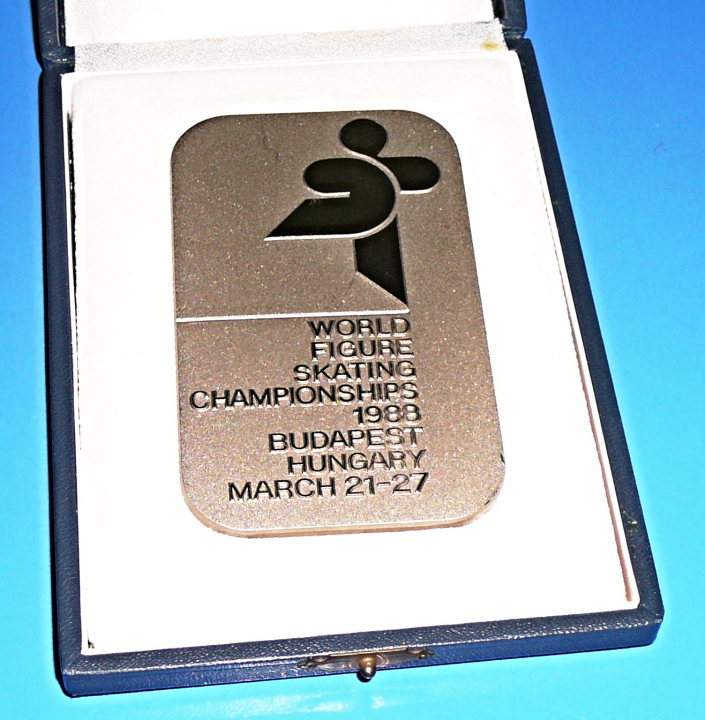 WORLD
FIGURE
SKATING
CHAMPIONSHIPS
1988
BUDAPEST
HUNGARY
MARCH 21-27